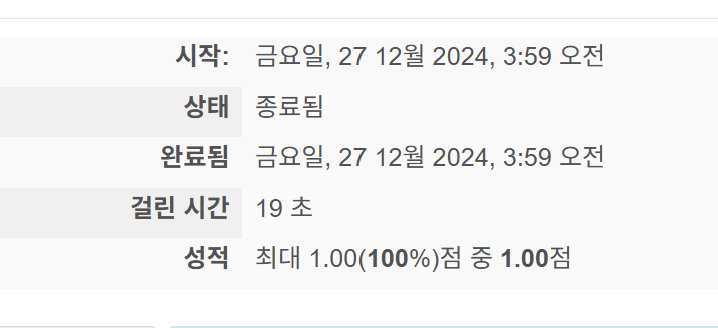 시작: 금요일, 27 12월 2024, 3:59 오전
상태 종료됨
완료됨 금요일, 27 12월 2024, 3:59 오전
걸린 시간 19 초
성적 최대 1.00(100%)점 중 1.00점